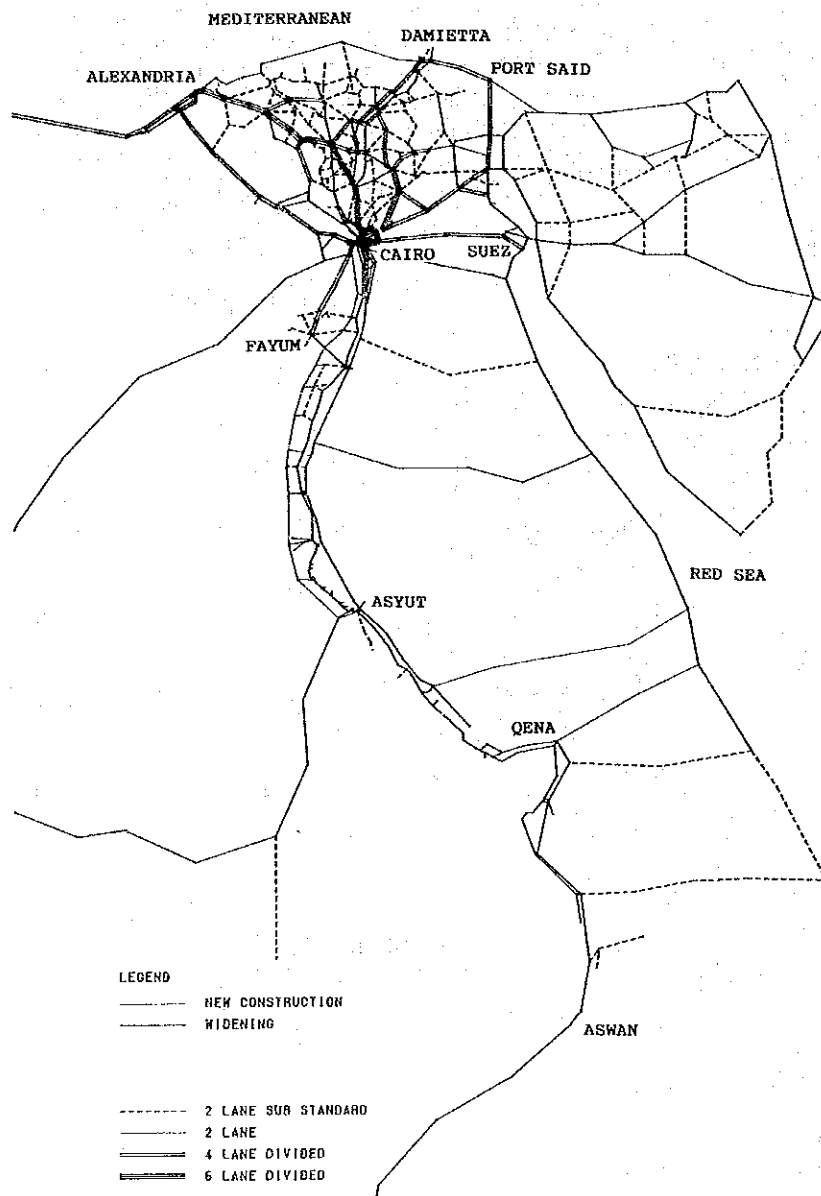 MEDITERRANEAN
DAMIETTA
ALEXANDRIA
PORT SAID
CAIRO
SUEZ
FAYUM
RED SEA
ASYUT
QENA
ASWAN
LEGEND
NEW CONSTRUCTION
WIDENING
2 LANE SUB STANDARD
2 LANE
4 LANE DIVIDED
6 LANE DIVIDED